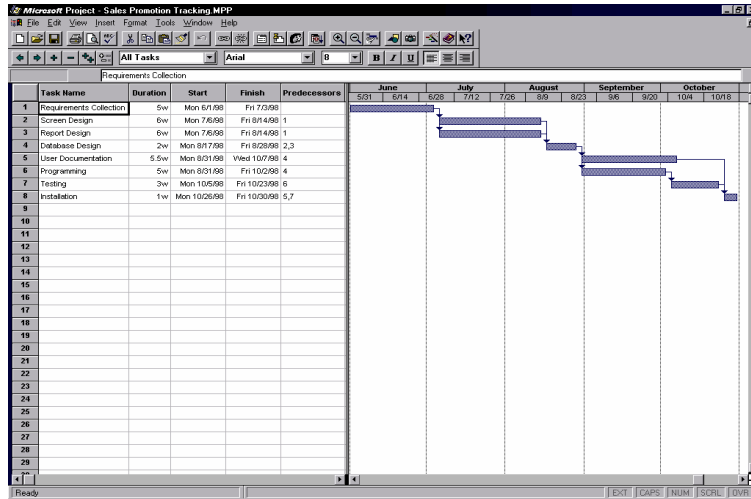 Microsoft Project - Sales Promotion Tracking.MPP
File Edit View Insert Format Tools Window Help
All Tasks Arial 8 B I U
Requirements Collection
Task Name Duration Start Finish Predecessors
June July August September October
5/31 6/14 6/28 7/12 7/26 8/9 8/23 9/6 9/20 10/4 10/18
1 Requirements Collection 5w Mon 6/1/98 Fri 7/3/98
2 Screen Design 6w Mon 7/6/98 Fri 8/14/98 1
3 Report Design 6w Mon 7/6/98 Fri 8/14/98 1
4 Database Design 2w Mon 8/17/98 Fri 8/28/98 2,3
5 User Documentation 5.5w Mon 8/31/98 Wed 10/7/98 4
6 Programming 5w Mon 8/31/98 Fri 10/2/98 4
7 Testing 3w Mon 10/5/98 Fri 10/23/98 6
8 Installation 1w Mon 10/26/98 Fri 10/30/98 5,7
9
10
11
12
13
14
15
16
17
18
19
20
21
22
23
24
25
26
27
28
29
Ready EXT CAPS NUM SCRL OVR